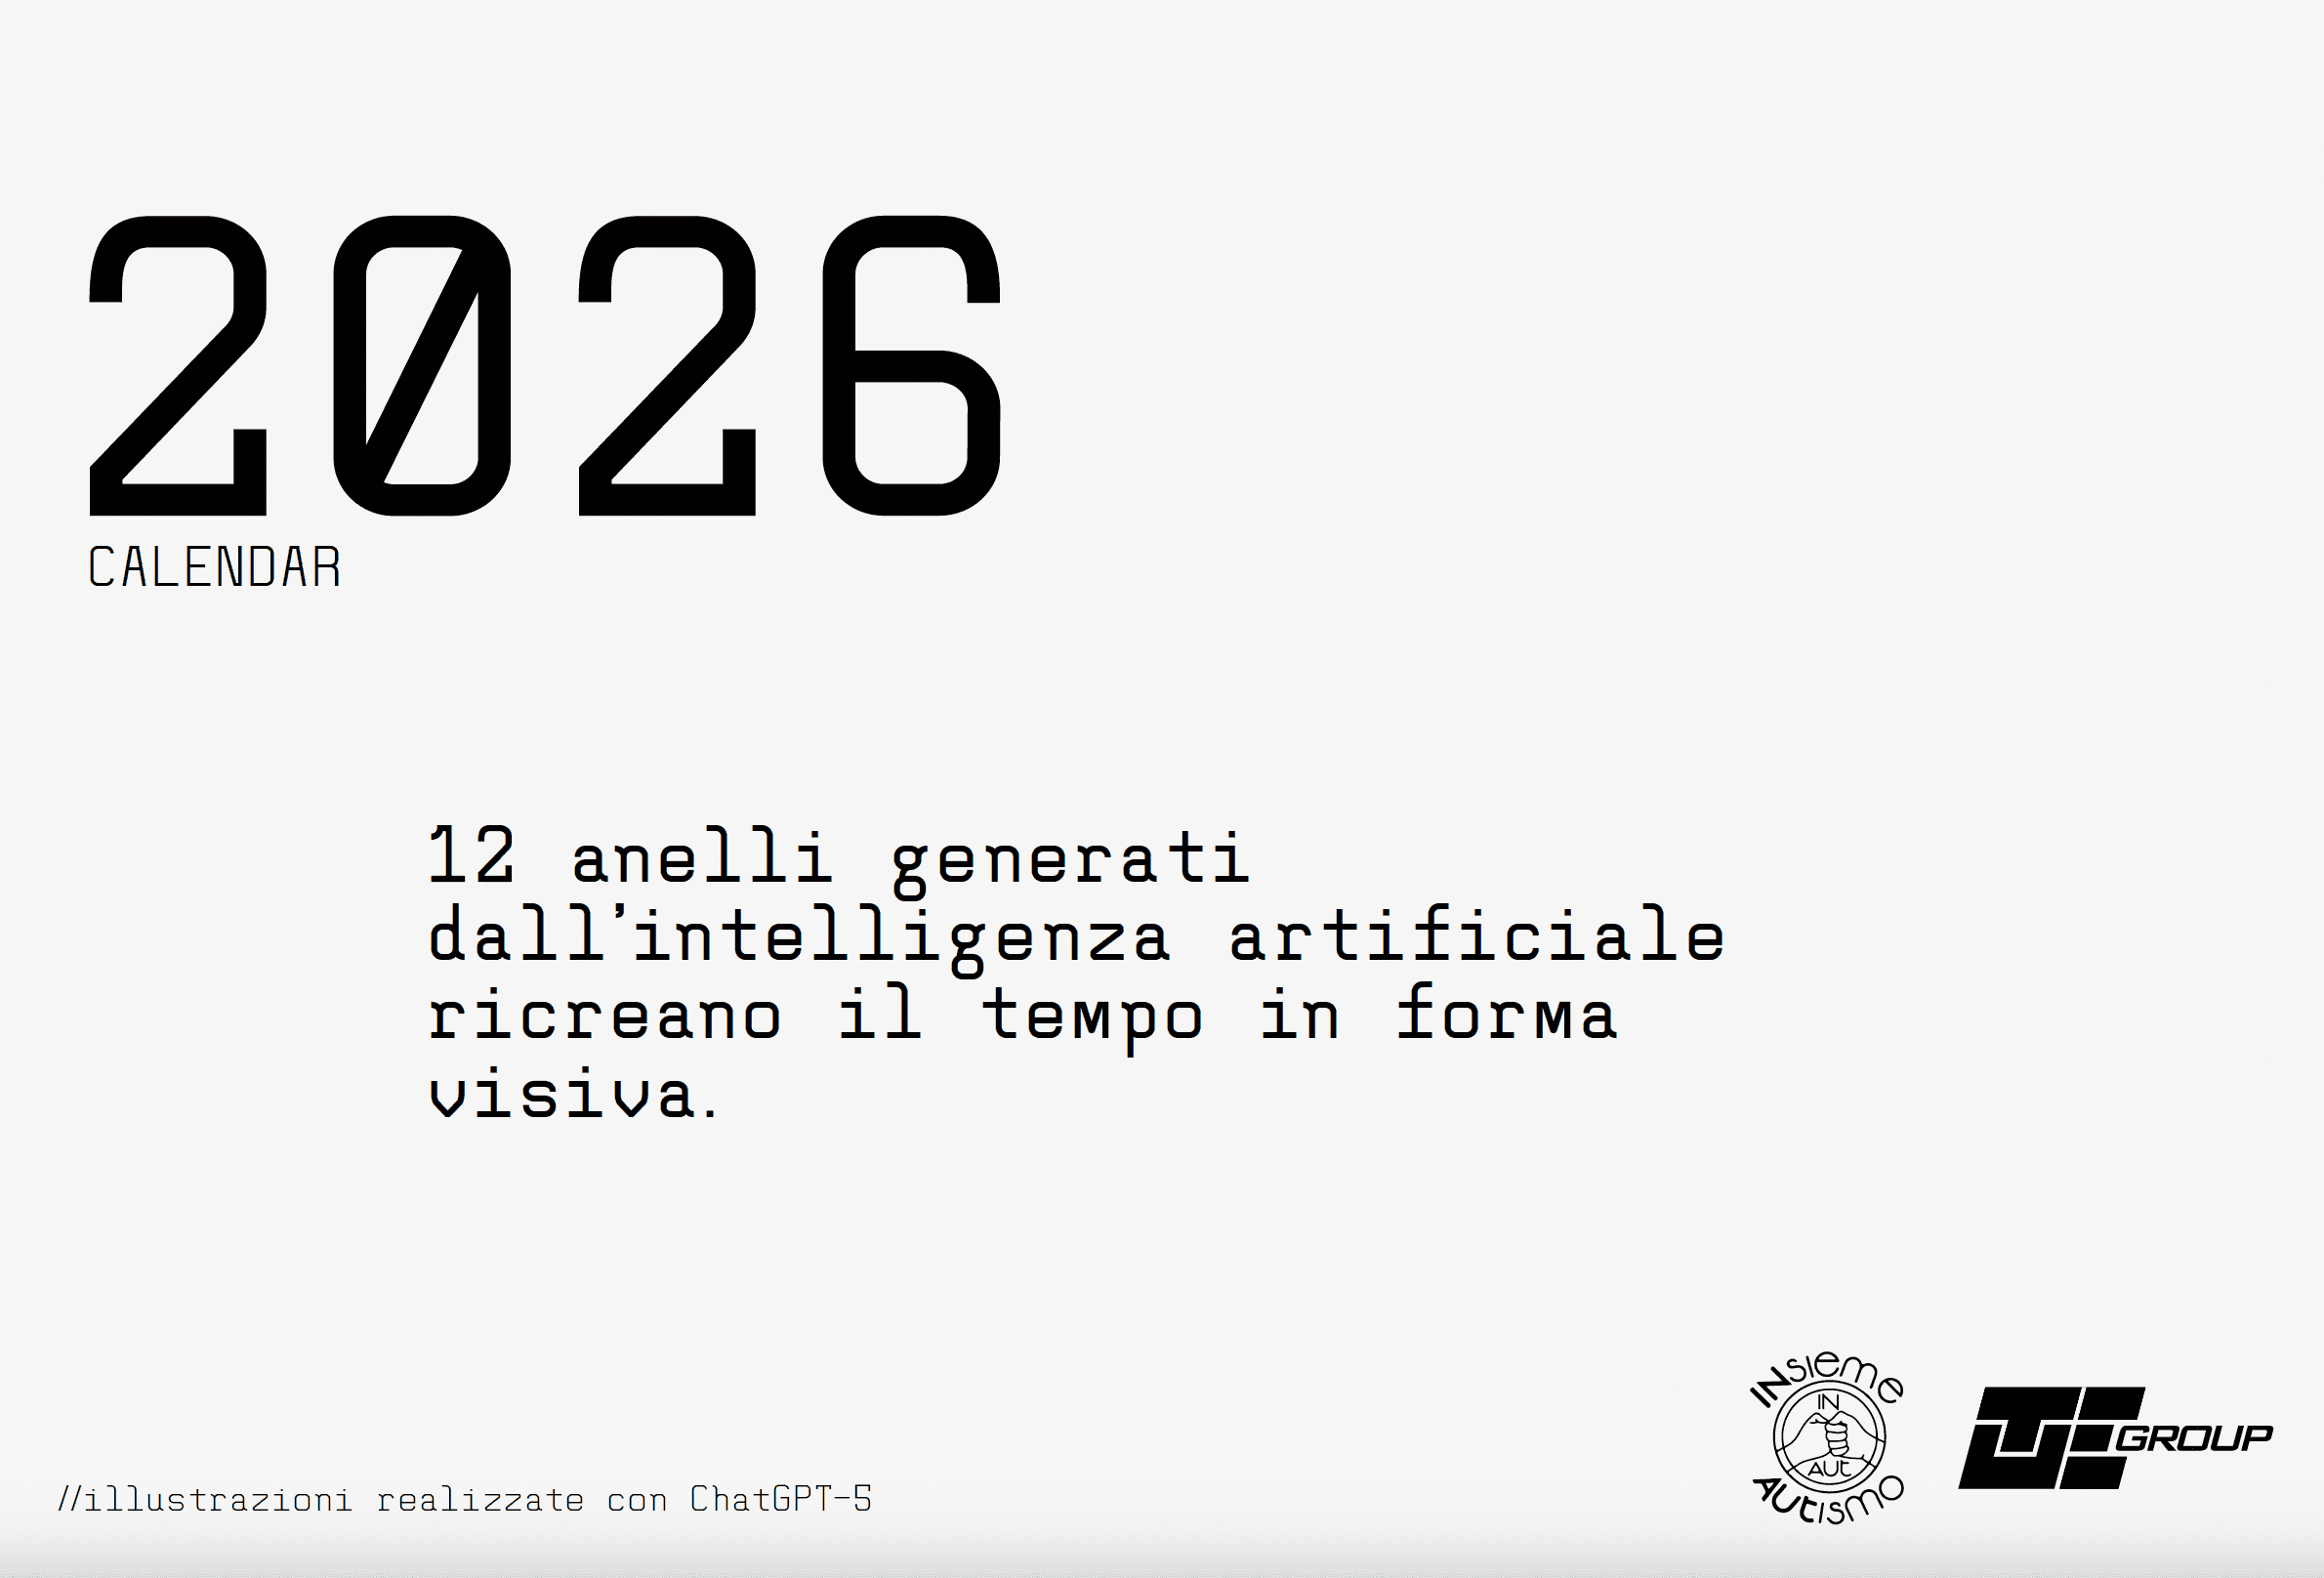 2026
CALENDAR
12 anelli generati
dall’intelligenza artificiale
ricreano il tempo in forma
visiva.
INsieme
IN
AUt
AUtismo
GROUP
//illustrazioni realizzate con ChatGPT-5